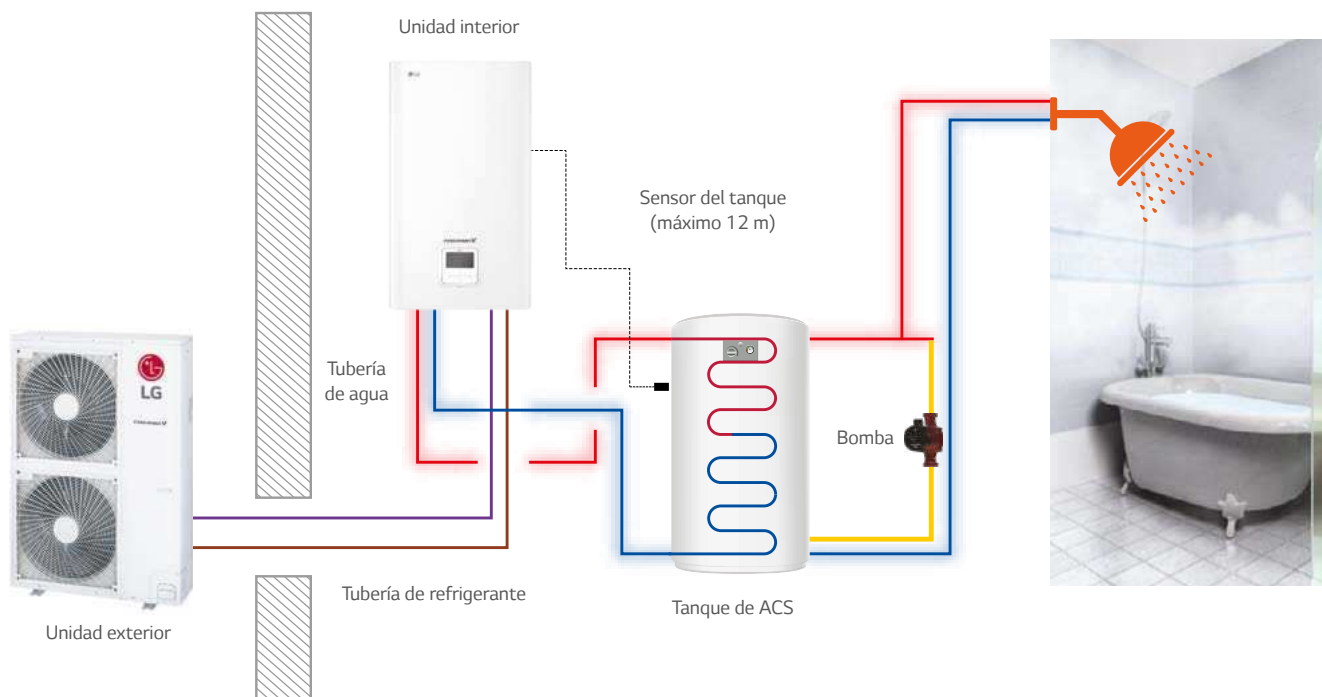 Unidad interior
LG
Sensor del tanque
(máximo 12 m)
LG
Tubería
de agua
Bomba
Tubería de refrigerante
Tanque de ACS
Unidad exterior